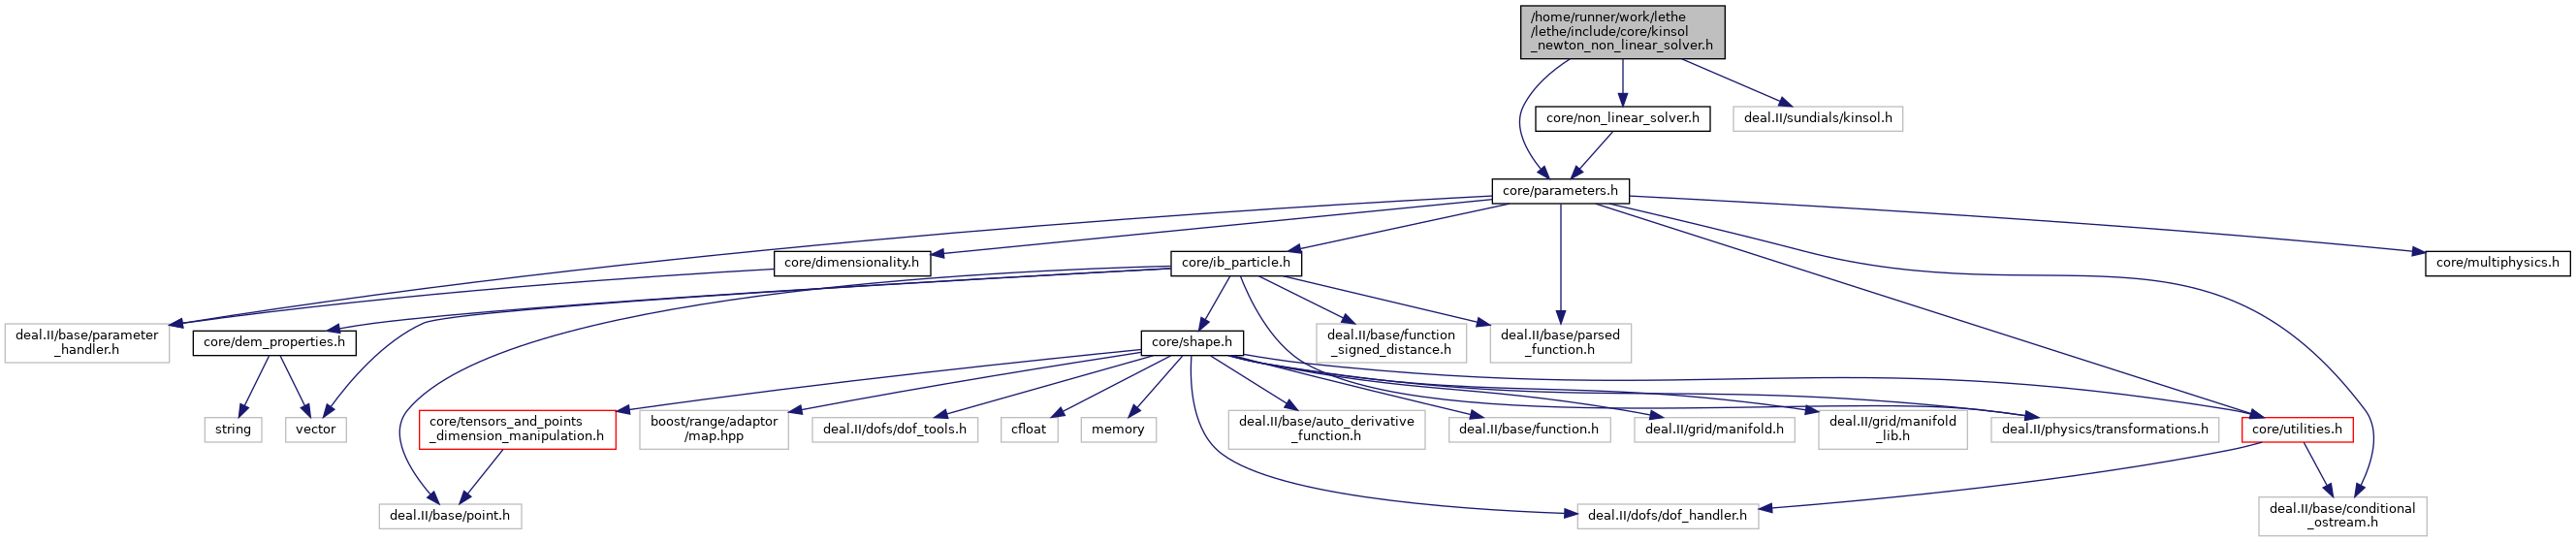 /home/runner/work/lethe
/lethe/include/core/kinsol
_newton_non_linear_solver.h
core/non_linear_solver.h
deal.II/sundials/kinsol.h
core/parameters.h
core/dimensionality.h
core/ib_particle.h
core/multiphysics.h
deal.II/base/parameter
_handler.h
core/dem_properties.h
core/shape.h
deal.II/base/function
_signed_distance.h
deal.II/base/parsed
_function.h
string
vector
core/tensors_and_points
_dimension_manipulation.h
boost/range/adaptor
/map.hpp
deal.II/dofs/dof_tools.h
cfloat
memory
deal.II/base/auto_derivative
_function.h
deal.II/base/function.h
deal.II/grid/manifold.h
deal.II/grid/manifold
_lib.h
deal.II/physics/transformations.h
core/utilities.h
deal.II/base/point.h
deal.II/dofs/dof_handler.h
deal.II/base/conditional
_ostream.h